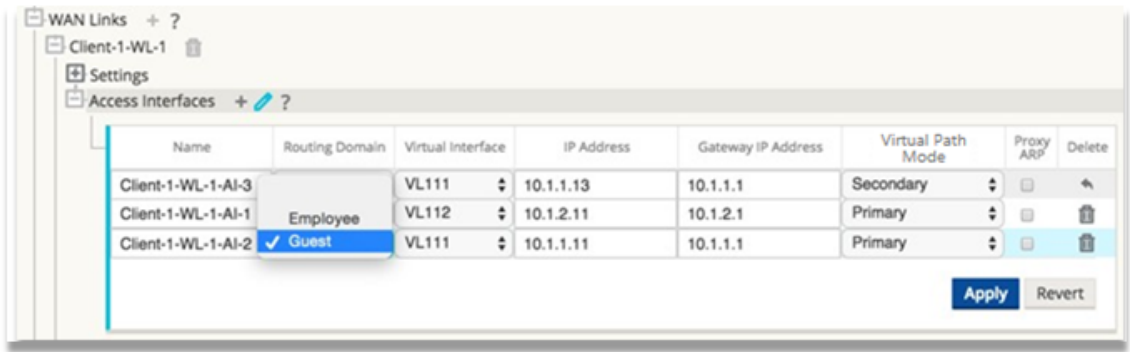 WAN Links + ?
Client-1-WL-1
Settings
Access Interfaces + ?
Name Routing Domain Virtual Interface IP Address Gateway IP Address Virtual Path Mode Proxy ARP Delete
Client-1-WL-1-AI-3 VL111 10.1.1.13 10.1.1.1 Secondary
Client-1-WL-1-AI-1 Employee VL112 10.1.2.11 10.1.2.1 Primary
Client-1-WL-1-AI-2 ✓ Guest VL111 10.1.1.11 10.1.1.1 Primary
Apply Revert